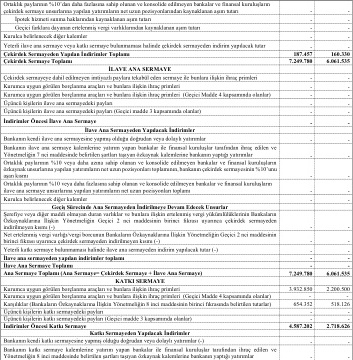 Ortaklık paylarının %10'dan daha fazlasına sahip olunan ve konsolide edilmeyen bankalar ve finansal kuruluşların
çekirdek sermaye unsurlarına yapılan yatırımların net uzun pozisyonlarından kaynaklanan aşım tutarı - -
İpotek hizmeti sunma haklarından kaynaklanan aşım tutarı - -
Geçici farklara dayanan ertelenmiş vergi varlıklarından kaynaklanan aşım tutarı - -
Kurulca belirlenecek diğer kalemler - -
Yeterli ilave ana sermaye veya katkı sermaye bulunmaması halinde çekirdek sermayeden indirim yapılacak tutar - -
Çekirdek Sermayeden Yapılan İndirimler Toplamı 187.457 160.330
Çekirdek Sermaye Toplamı 7.249.780 6.061.535
İLAVE ANA SERMAYE
Çekirdek sermayeye dahil edilmeyen imtiyazlı paylara tekabül eden sermaye ile bunlara ilişkin ihraç primleri - -
Kurumca uygun görülen borçlanma araçları ve bunlara ilişkin ihraç primleri - -
Kurumca uygun görülen borçlanma araçları ve bunlara ilişkin ihraç primleri (Geçici Madde 4 kapsamında olanlar) - -
Üçüncü kişilerin ilave ana sermayedeki payları - -
Üçüncü kişilerin ilave ana sermayedeki payları (Geçici madde 3 kapsamında olanlar) - -
İndirimler Öncesi İlave Ana Sermaye - -
İlave Ana Sermayeden Yapılacak İndirimler
Bankanın kendi ilave ana sermayesine yapmış olduğu doğrudan veya dolaylı yatırımlar - -
Bankanın ilave ana sermaye kalemlerine yatırım yapan bankalar ile finansal kuruluşlar tarafından ihraç edilen ve
Yönetmeliğin 7 nci maddesinde belirtilen şartları taşıyan özkaynak kalemlerine bankanın yaptığı yatırımlar - -
Ortaklık paylarının %10 veya daha azına sahip olunan ve konsolide edilmeyen bankalar ve finansal kuruluşların
özkaynak unsurlarına yapılan yatırımların net uzun pozisyonları toplamının, bankanın çekirdek sermayesinin %10'unu
aşan kısmı - -
Ortaklık paylarının %10 veya daha fazlasına sahip olunan ve konsolide edilmeyen bankalar ve finansal kuruluşların
ilave ana sermaye unsurlarına yapılan yatırımların net uzun pozisyonları toplamı - -
Kurulca belirlenecek diğer kalemler - -
Geçiş Sürecinde Ana Sermayeden İndirilmeye Devam Edecek Unsurlar
Şerefiye veya diğer maddi olmayan duran varlıklar ve bunlara ilişkin ertelenmiş vergi yükümlülüklerinin Bankaların
Özkaynaklarına İlişkin Yönetmeliğin Geçici 2 nci maddesinin birinci fıkrası uyarınca çekirdek sermayeden
indirilmeyen kısmı (-) - -
Net ertelenmiş vergi varlığı/vergi borcunun Bankaların Özkaynaklarına İlişkin Yönetmeliğin Geçici 2 nci maddesinin
birinci fıkrası uyarınca çekirdek sermayeden indirilmeyen kısmı (-) - -
Yeterli katkı sermaye bulunmaması halinde ilave ana sermayeden indirim yapılacak tutar (-) - -
İlave ana sermayeden yapılan indirimler toplamı - -
İlave Ana Sermaye Toplamı - -
Ana Sermaye Toplamı (Ana Sermaye= Çekirdek Sermaye + İlave Ana Sermaye) 7.249.780 6.061.535
KATKI SERMAYE
Kurumca uygun görülen borçlanma araçları ve bunlara ilişkin ihraç primleri 3.932.850 2.200.500
Kurumca uygun görülen borçlanma araçları ve bunlara ilişkin ihraç primleri (Geçici Madde 4 kapsamında olanlar) - -
Karşılıklar (Bankaların Özkaynaklarına İlişkin Yönetmeliğin 8 inci maddesinin birinci fıkrasında belirtilen tutarlar) 654.352 518.126
Üçüncü kişilerin katkı sermayedeki payları - -
Üçüncü kişilerin katkı sermayedeki payları (Geçici madde 3 kapsamında olanlar) - -
İndirimler Öncesi Katkı Sermaye 4.587.202 2.718.626
Katkı Sermayeden Yapılacak İndirimler
Bankanın kendi katkı sermayesine yapmış olduğu doğrudan veya dolaylı yatırımlar (-) - -
Bankanın katkı sermaye kalemlerine yatırım yapan bankalar ile finansal kuruluşlar tarafından ihraç edilen ve
Yönetmeliğin 8 inci maddesinde belirtilen şartları taşıyan özkaynak kalemlerine bankanın yaptığı yatırımlar - -